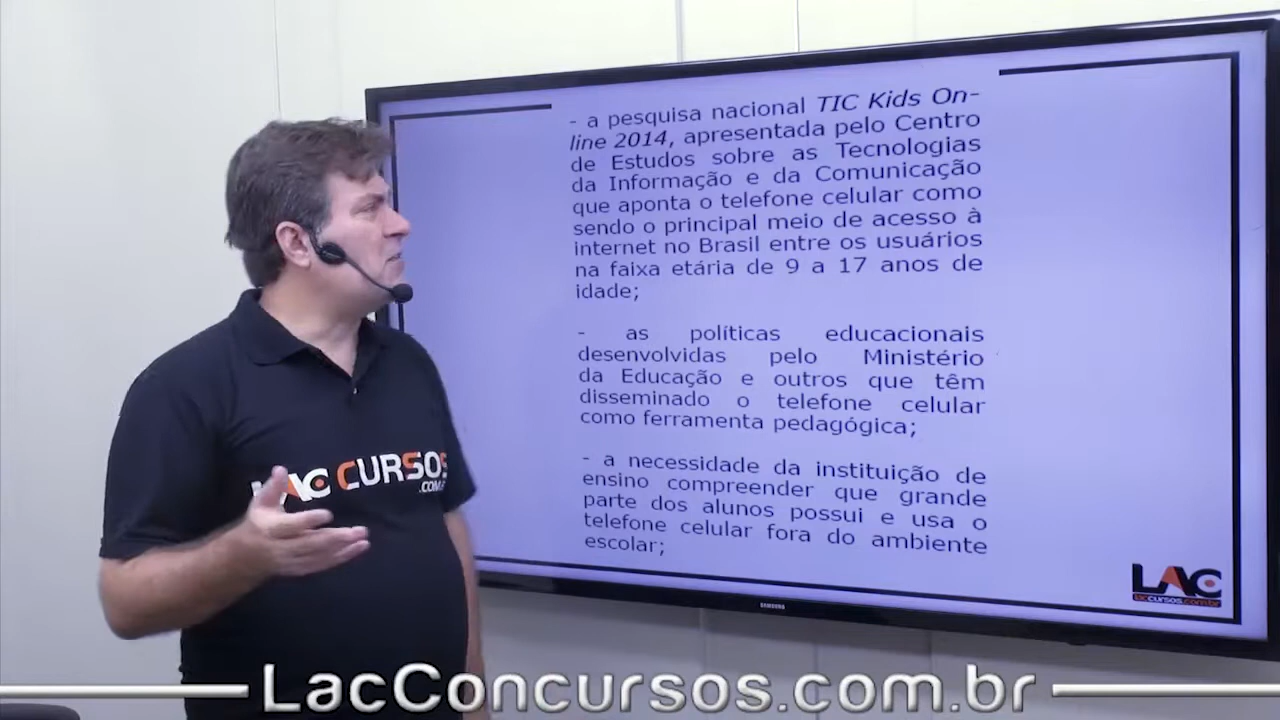 - a pesquisa nacional TIC Kids On-
line 2014, apresentada pelo Centro
de Estudos sobre as Tecnologias
da Informação e da Comunicação
que aponta o telefone celular como
sendo o principal meio de acesso à
internet no Brasil entre os usuários
na faixa etária de 9 a 17 anos de
idade;
- as políticas educacionais
desenvolvidas pelo Ministério
da Educação e outros que têm
disseminado o telefone celular
como ferramenta pedagógica;
- a necessidade da instituição de
ensino compreender que grande
parte dos alunos possui e usa o
telefone celular fora do ambiente
escolar;
LAC CURSOS
.COM
LAC
laccursos.com.br
SAMSUNG
LacConcursos.com.br